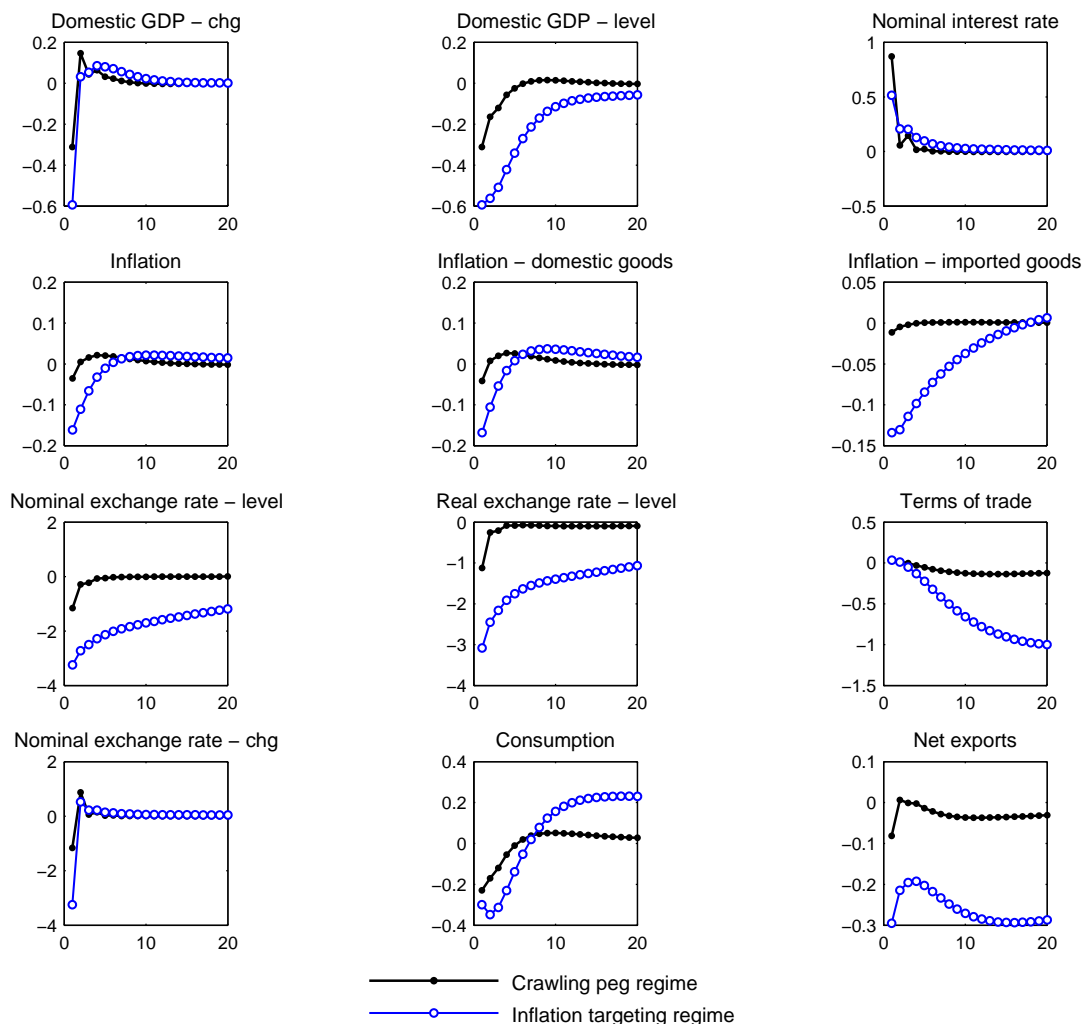 Domestic GDP − chg
Domestic GDP − level
Nominal interest rate
0.2
0
−0.2
−0.4
−0.6
0 10 20
0.2
0
−0.2
−0.4
−0.6
0 10 20
1
0.5
0
−0.5
0 10 20
Inflation
Inflation − domestic goods
Inflation − imported goods
0.2
0.1
0
−0.1
−0.2
0 10 20
0.2
0.1
0
−0.1
−0.2
0 10 20
0.05
0
−0.05
−0.1
−0.15
0 10 20
Nominal exchange rate − level
Real exchange rate − level
Terms of trade
2
0
−2
−4
0 10 20
0
−1
−2
−3
−4
0 10 20
0.5
0
−0.5
−1
−1.5
0 10 20
Nominal exchange rate − chg
Consumption
Net exports
2
0
−2
−4
0 10 20
0.4
0.2
0
−0.2
−0.4
0 10 20
0.1
0
−0.1
−0.2
−0.3
0 10 20
Crawling peg regime
Inflation targeting regime